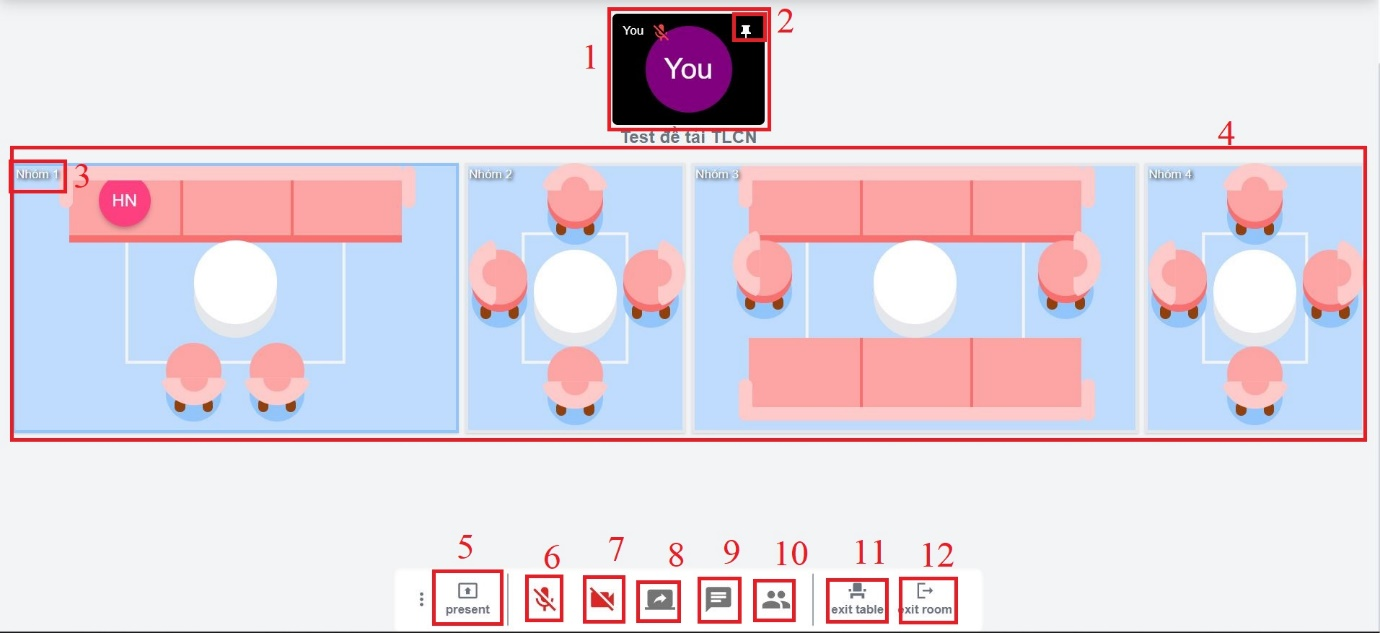 You
2
1
You
Test đề tài TLCN
4
Nhóm 1
3
HN
Nhóm 2
Nhóm 3
Nhóm 4
5
6
7
8
9
10
11
12
present
exit table
exit room